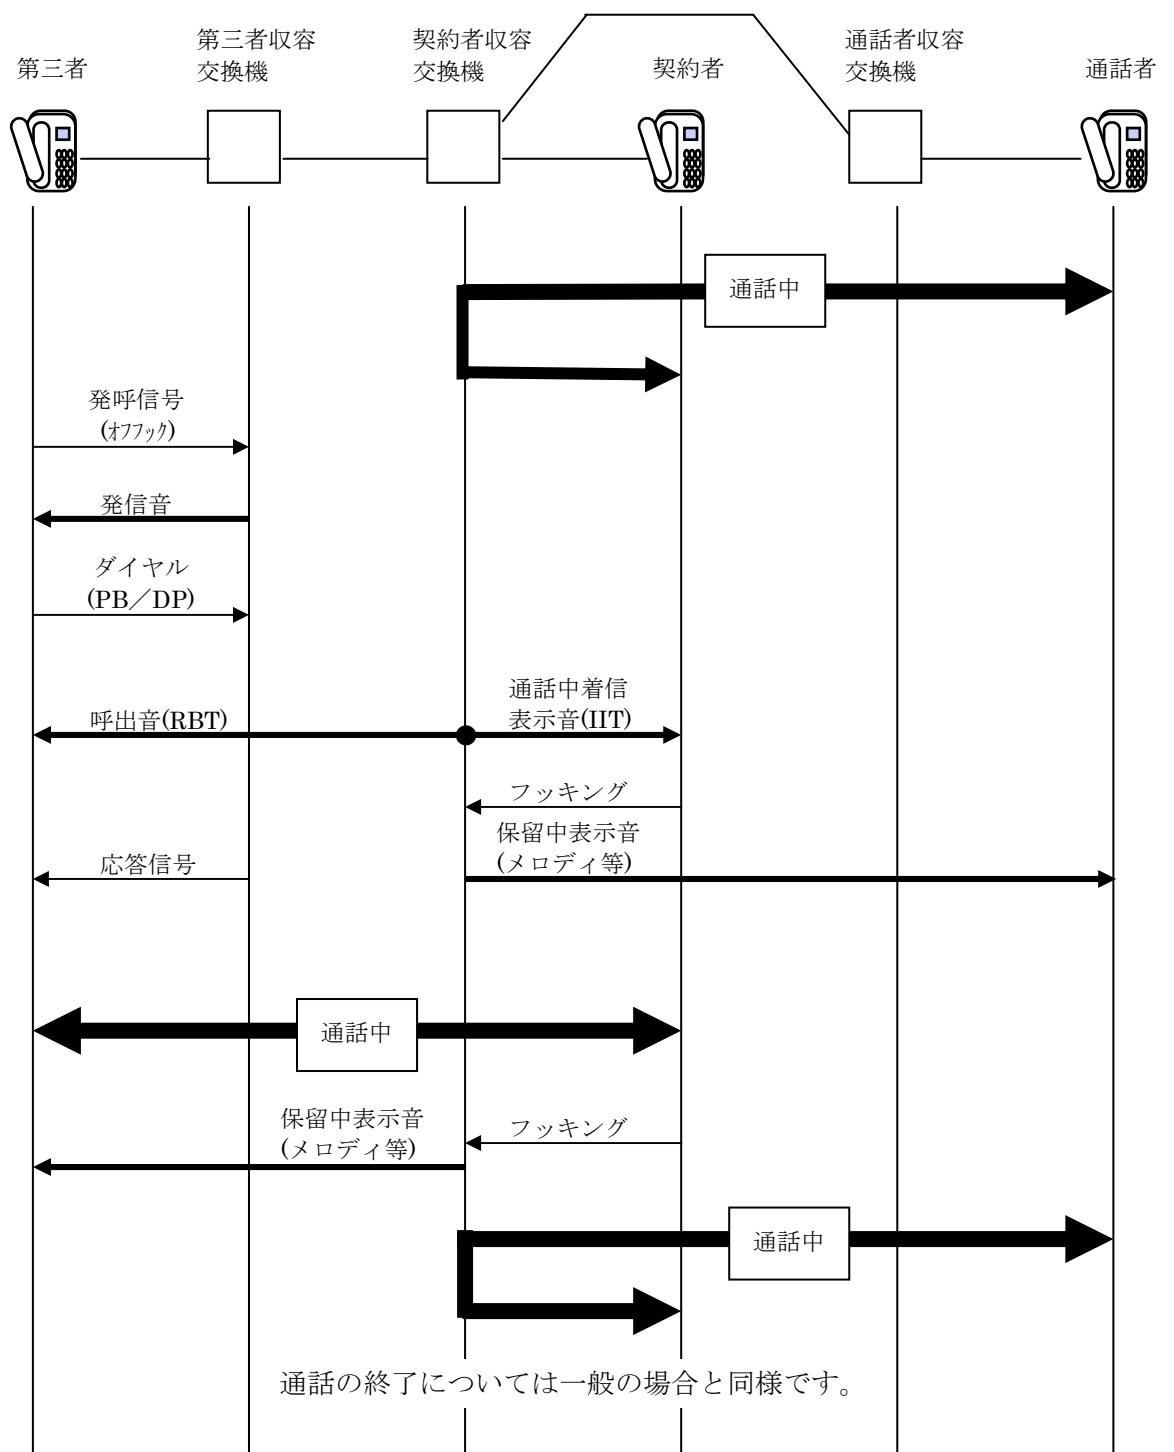 第三者
第三者収容
交換機
契約者収容
交換機
契約者
通話者収容
交換機
通話者
通話中
発呼信号
(ｵﾌﾌｯｸ)
発信音
ダイヤル
(PB／DP)
呼出音(RBT)
通話中着信
表示音(IIT)
フッキング
保留中表示音
(メロディ等)
応答信号
通話中
保留中表示音
(メロディ等)
フッキング
通話中
通話の終了については一般の場合と同様です。